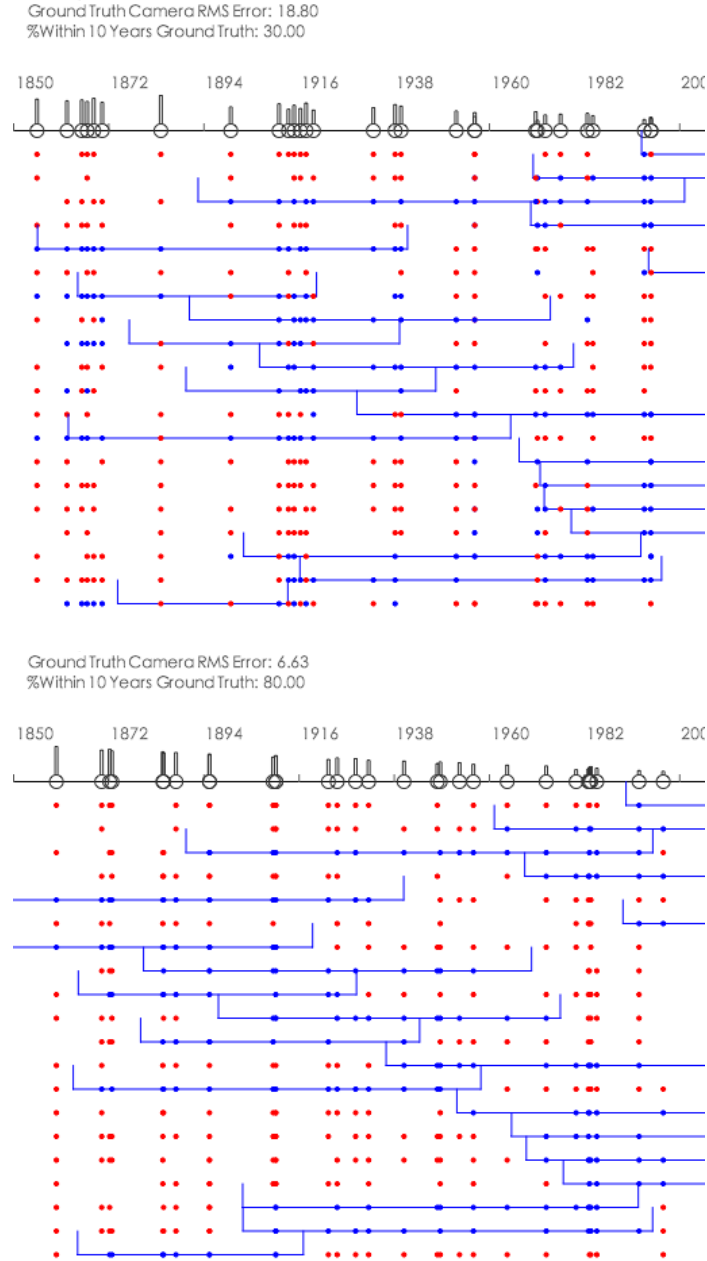 Ground Truth Camera RMS Error: 18.80
%Within 10 Years Ground Truth: 30.00
1850 1872 1894 1916 1938 1960 1982 200
Ground Truth Camera RMS Error: 6.63
%Within 10 Years Ground Truth: 80.00
1850 1872 1894 1916 1938 1960 1982 200